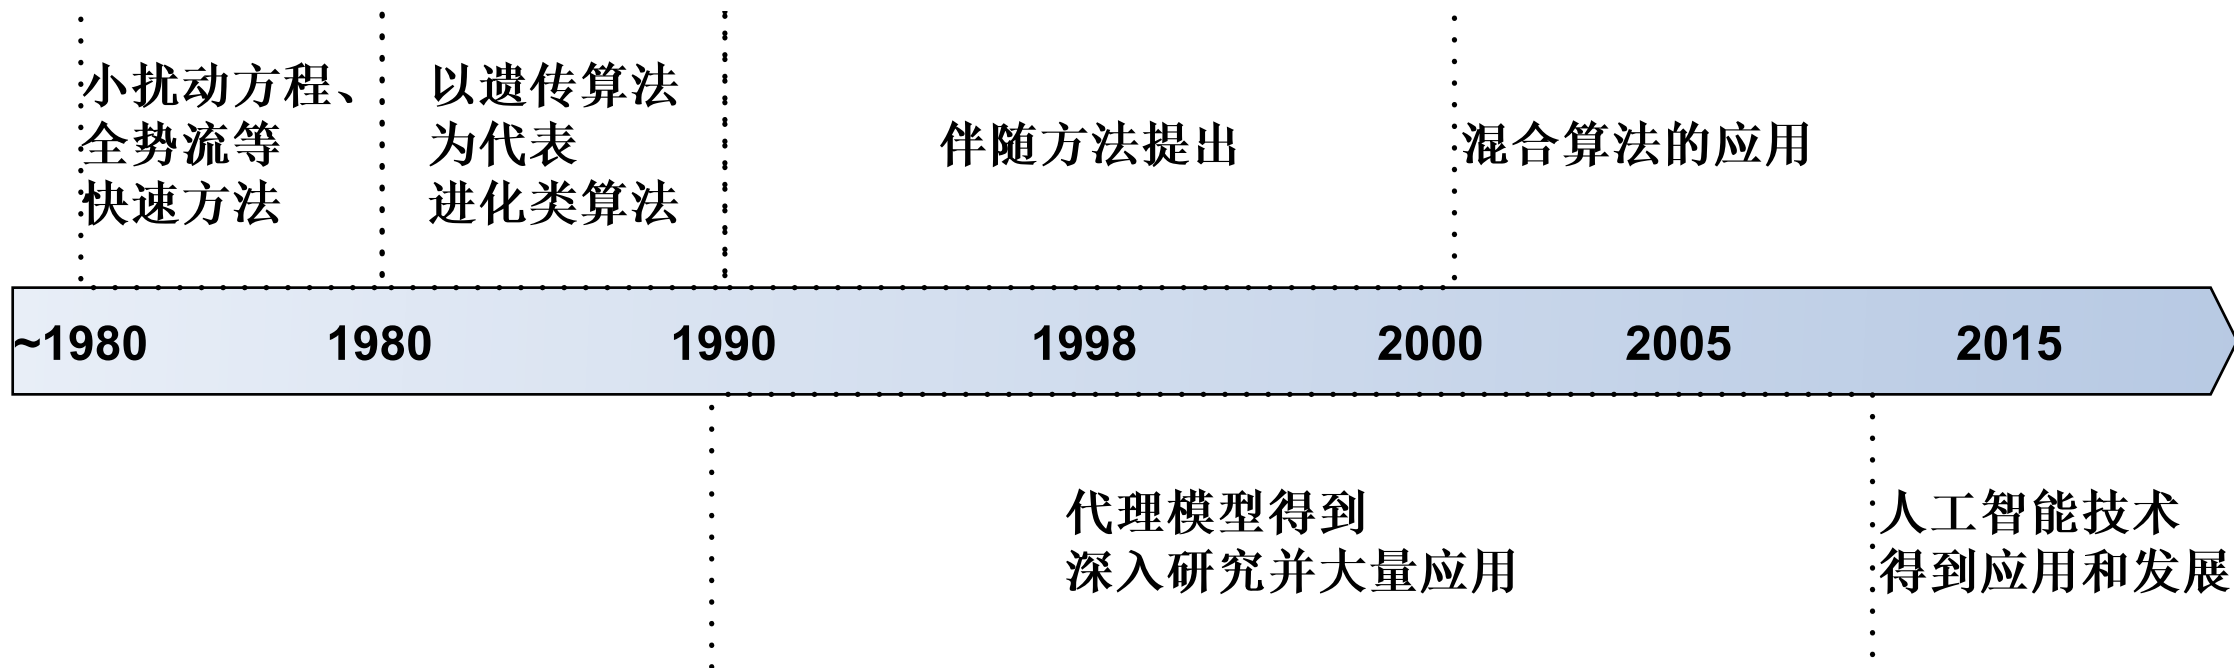 小扰动方程、
全势流等
快速方法
以遗传算法
为代表
进化类算法
伴随方法提出
混合算法的应用
~1980
1980
1990
1998
2000
2005
2015
代理模型得到
深入研究并大量应用
人工智能技术
得到应用和发展